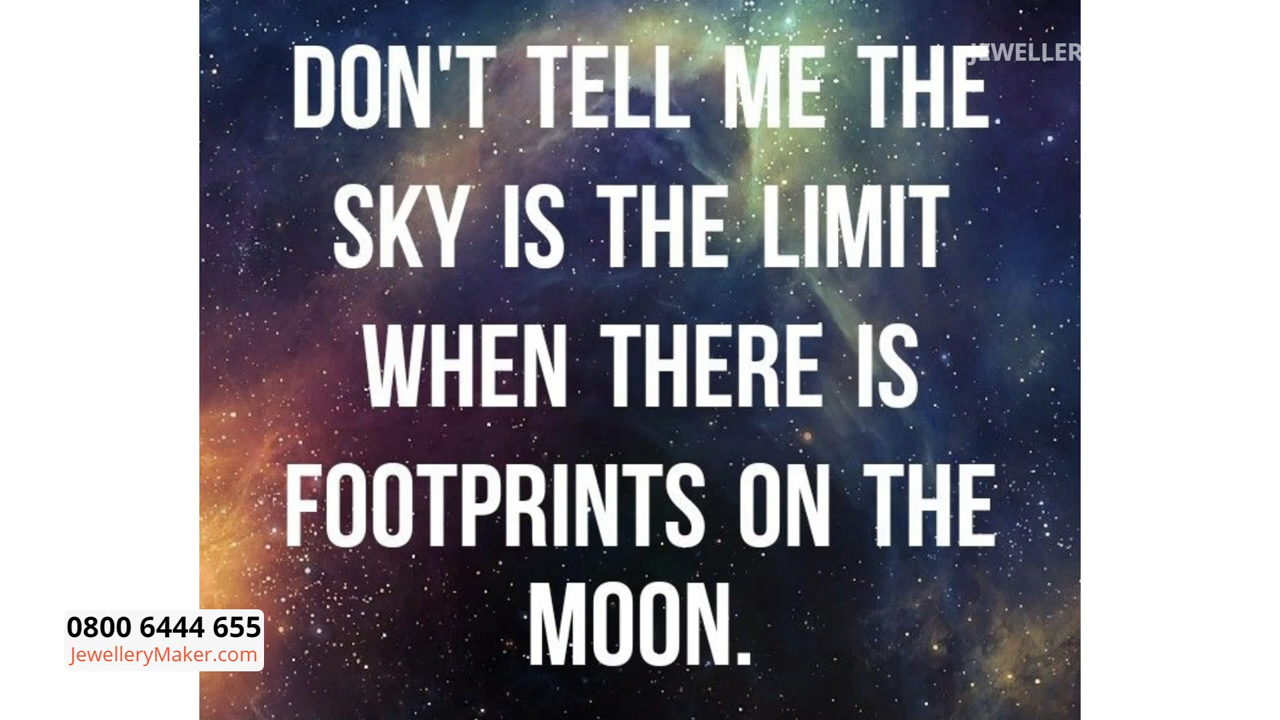 JEWELLER
DON'T TELL ME THE
SKY IS THE LIMIT
WHEN THERE IS
FOOTPRINTS ON THE
MOON.
0800 6444 655
JewelleryMaker.com